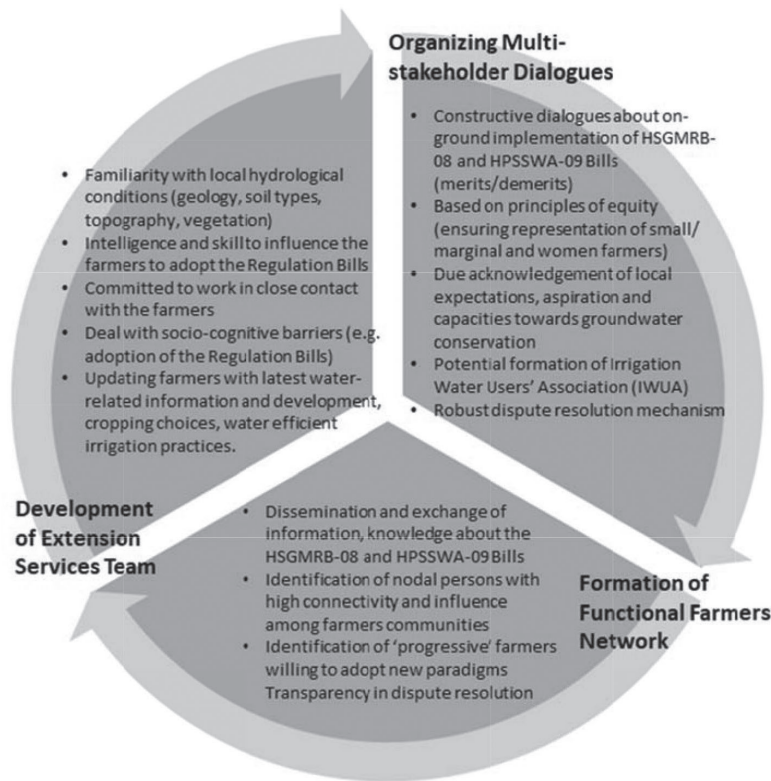 Organizing Multi-
stakeholder Dialogues
• Constructive dialogues about on-
ground implementation of HSGMRB-
08 and HPSSWA-09 Bills
(merits/demerits)
• Based on principles of equity
(ensuring representation of small/
marginal and women farmers)
• Due acknowledgement of local
expectations, aspiration and
capacities towards groundwater
conservation
• Potential formation of Irrigation
Water Users' Association (IWUA)
• Robust dispute resolution mechanism
Formation of
Functional Farmers
Network
• Dissemination and exchange of
information, knowledge about the
HSGMRB-08 and HPSSWA-09 Bills
• Identification of nodal persons with
high connectivity and influence
among farmers communities
• Identification of 'progressive' farmers
willing to adopt new paradigms
Transparency in dispute resolution
Development
of Extension
Services Team
• Familiarity with local hydrological
conditions (geology, soil types,
topography, vegetation)
• Intelligence and skill to influence the
farmers to adopt the Regulation Bills
• Committed to work in close contact
with the farmers
• Deal with socio-cognitive barriers (e.g.
adoption of the Regulation Bills)
• Updating farmers with latest water-
related information and development,
cropping choices, water efficient
irrigation practices.